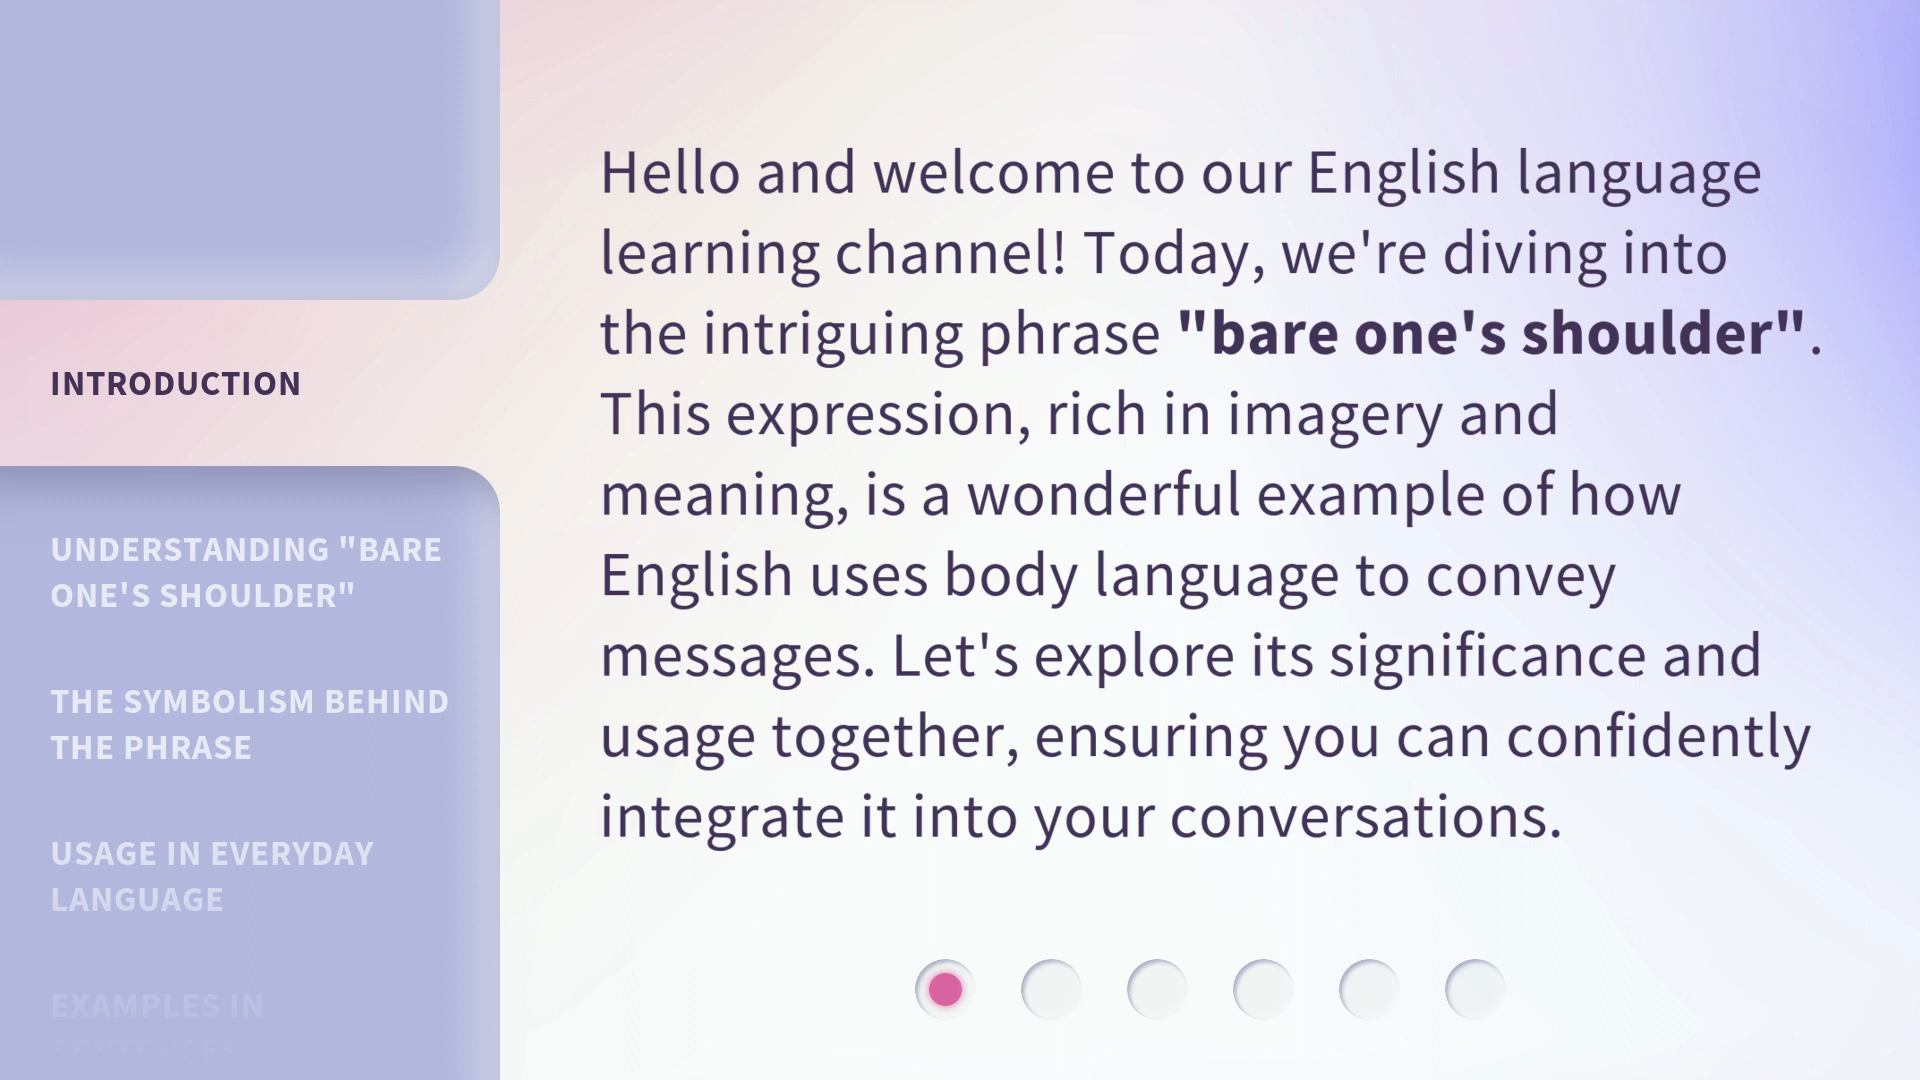 INTRODUCTION
UNDERSTANDING "BARE
ONE'S SHOULDER"
THE SYMBOLISM BEHIND
THE PHRASE
USAGE IN EVERYDAY
LANGUAGE
EXAMPLES IN
SENTENCES
Hello and welcome to our English language
learning channel! Today, we're diving into
the intriguing phrase "bare one's shoulder".
This expression, rich in imagery and
meaning, is a wonderful example of how
English uses body language to convey
messages. Let's explore its significance and
usage together, ensuring you can confidently
integrate it into your conversations.